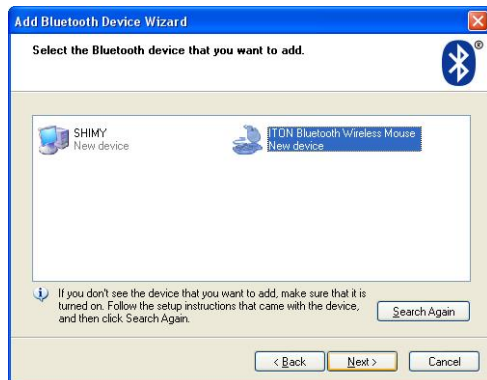 Add Bluetooth Device Wizard
Select the Bluetooth device that you want to add.
®
SHIMY
New device
ITON Bluetooth Wireless Mouse
New device
If you don't see the device that you want to add, make sure that it is
turned on. Follow the setup instructions that came with the device,
and then click Search Again.
Search Again
< Back
Next >
Cancel